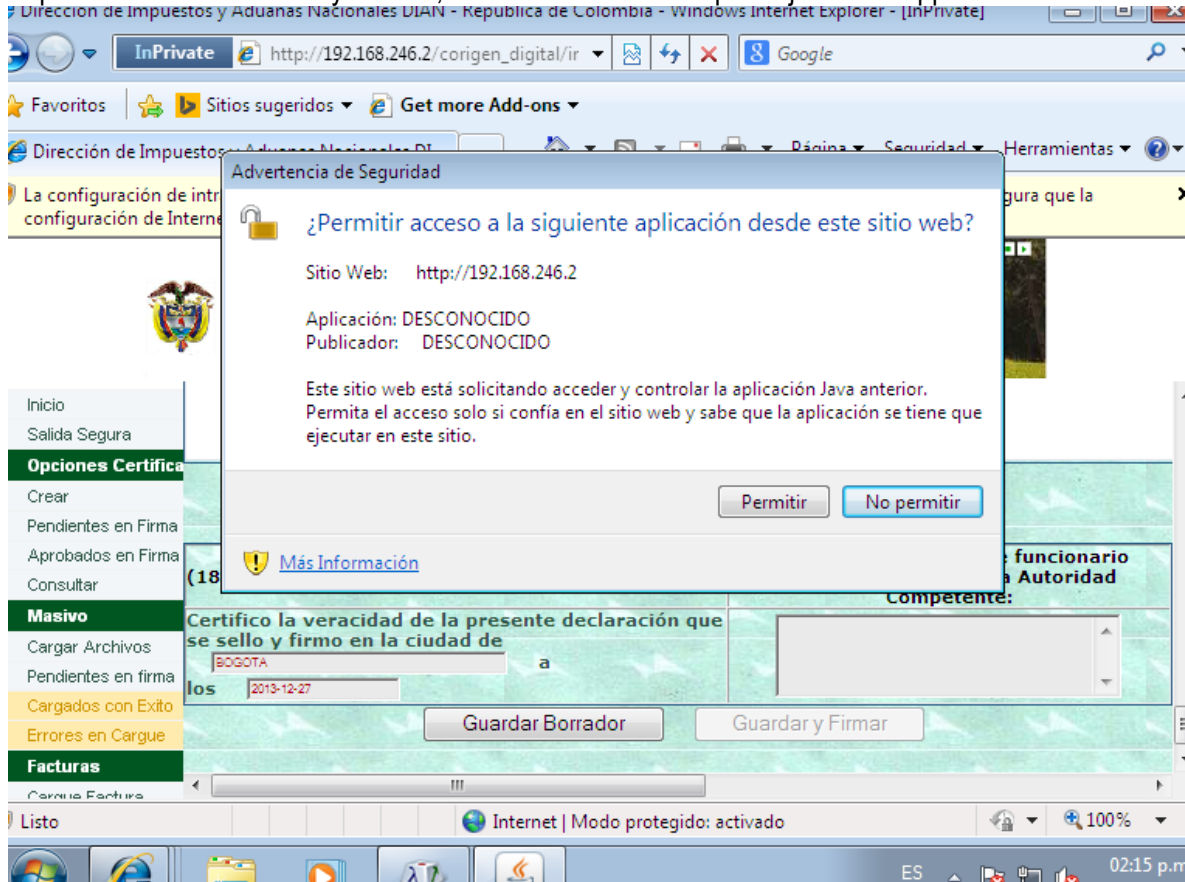 Dirección de Impuestos y Aduanas Nacionales DIAN - República de Colombia - Windows Internet Explorer - [InPrivate]
InPrivate http://192.168.246.2/corigen_digital/ir Google
Favoritos Sitios sugeridos Get more Add-ons
Dirección de Impuestos y Aduanas Nacionales DI... Página Seguridad Herramientas
La configuración de intr gura que la
configuración de Interne
Advertencia de Seguridad
¿Permitir acceso a la siguiente aplicación desde este sitio web?
Sitio Web: http://192.168.246.2
Aplicación: DESCONOCIDO
Publicador: DESCONOCIDO
Este sitio web está solicitando acceder y controlar la aplicación Java anterior.
Permita el acceso solo si confía en el sitio web y sabe que la aplicación se tiene que
ejecutar en este sitio.
Permitir No permitir
Más Información
Inicio
Salida Segura
Opciones Certifica
Crear
Pendientes en Firma
Aprobados en Firma
Consultar
Masivo
Cargar Archivos
Pendientes en firma
Cargados con Exito
Errores en Cargue
Facturas
Cargue Factura
(18
funcionario
Autoridad
Competente:
Certifico la veracidad de la presente declaración que
se sello y firmo en la ciudad de
BOGOTA a
los 2013-12-27
Guardar Borrador Guardar y Firmar
Listo Internet | Modo protegido: activado 100%
ES 02:15 p.m